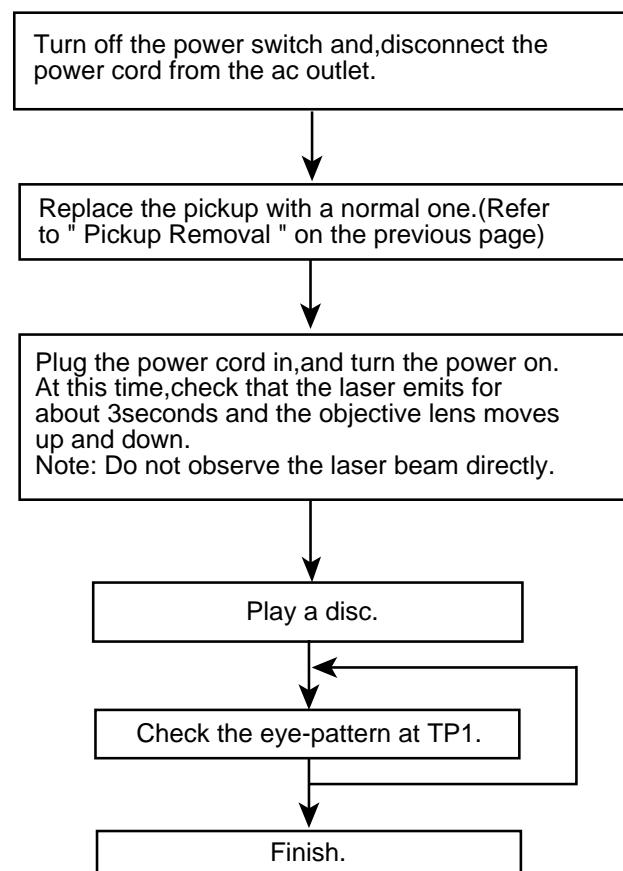 Turn off the power switch and,disconnect the
power cord from the ac outlet.
Replace the pickup with a normal one.(Refer
to " Pickup Removal " on the previous page)
Plug the power cord in,and turn the power on.
At this time,check that the laser emits for
about 3seconds and the objective lens moves
up and down.
Note: Do not observe the laser beam directly.
Play a disc.
Check the eye-pattern at TP1.
Finish.